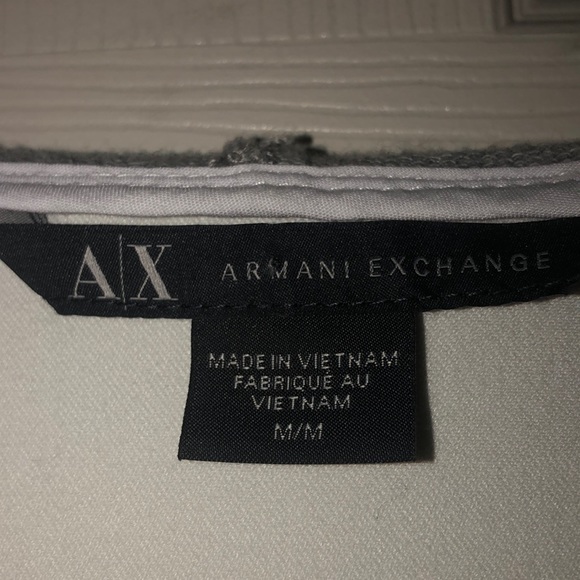 A|X ARMANI EXCHANGE
MADE IN VIETNAM
FABRIQUÉ AU
VIETNAM
M/M